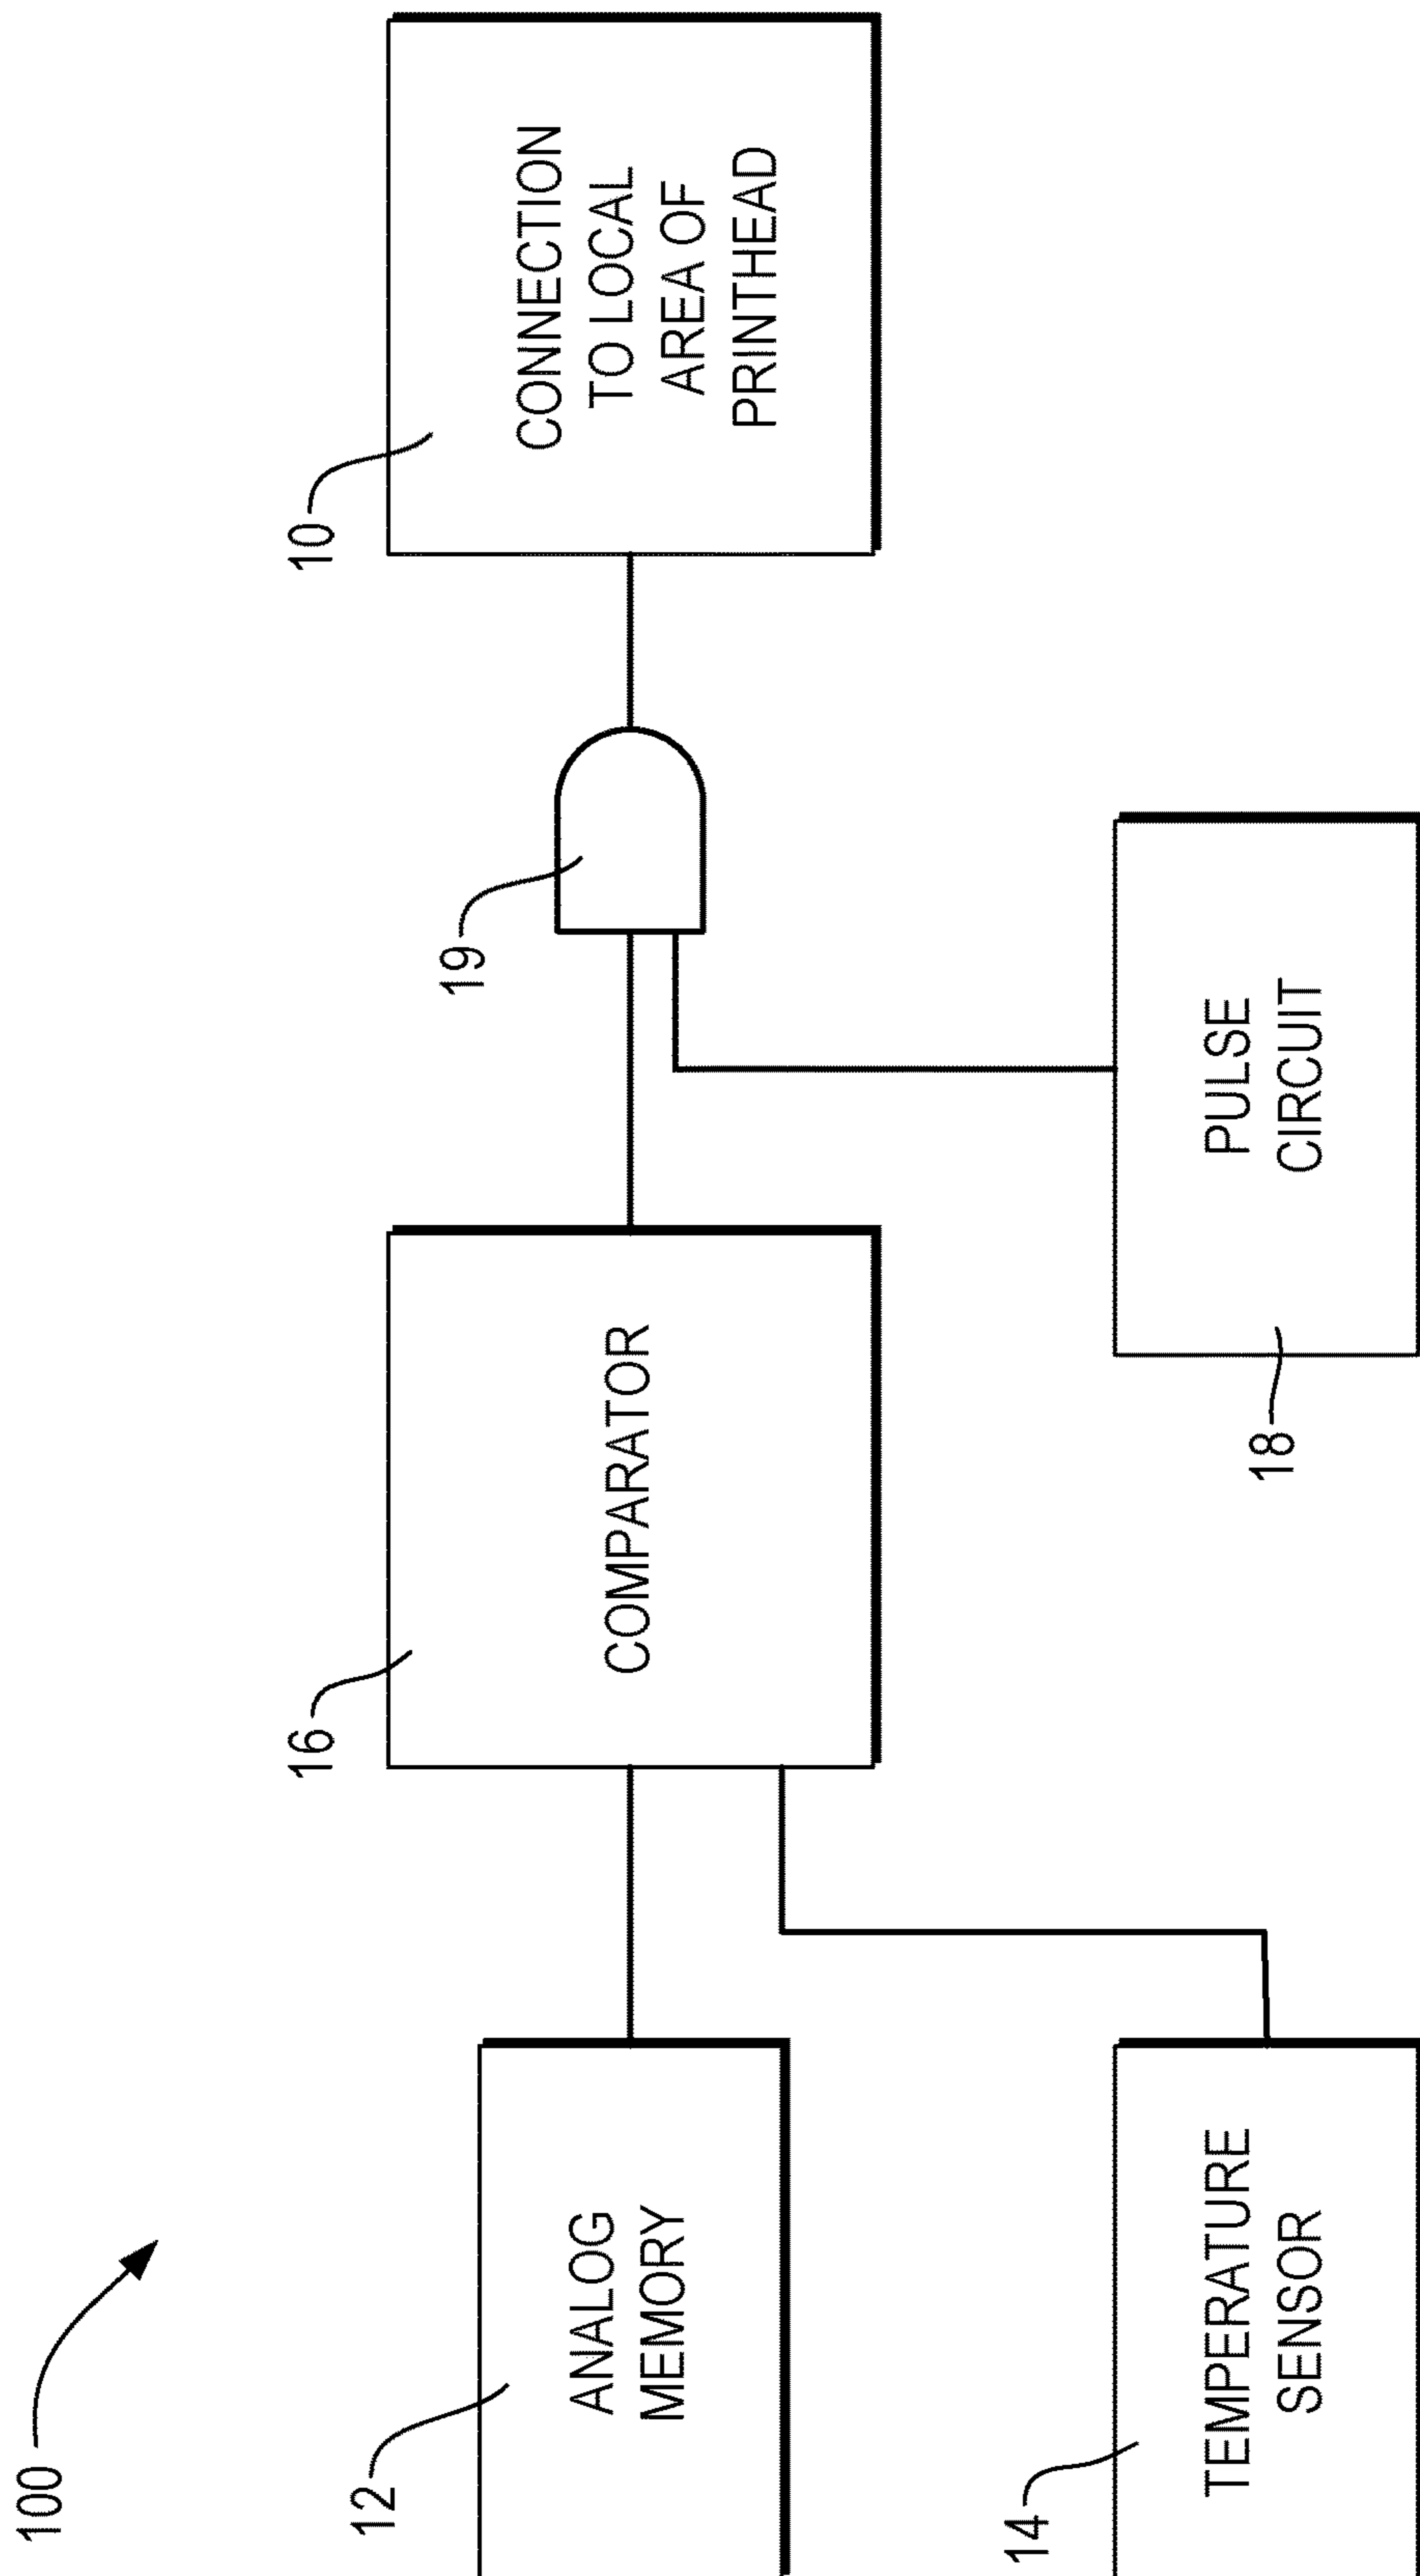 100
12
ANALOG
MEMORY
14
TEMPERATURE
SENSOR
16
COMPARATOR
18
PULSE
CIRCUIT
19
10
CONNECTION
TO LOCAL
AREA OF
PRINTHEAD